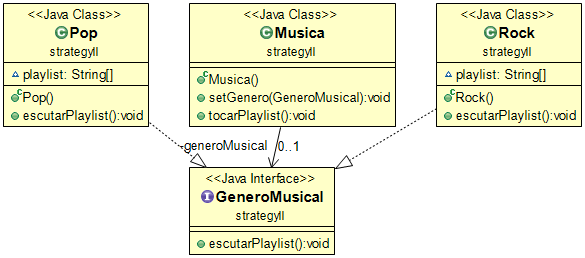 <<Java Class>>
Pop
strategyII
playlist: String[]
Pop()
escutarPlaylist():void
<<Java Class>>
Musica
strategyII
Musica()
setGenero(GeneroMusical):void
tocarPlaylist():void
<<Java Class>>
Rock
strategyII
playlist: String[]
Rock()
escutarPlaylist():void
-generoMusical 0..1
<<Java Interface>>
GeneroMusical
strategyII
escutarPlaylist():void